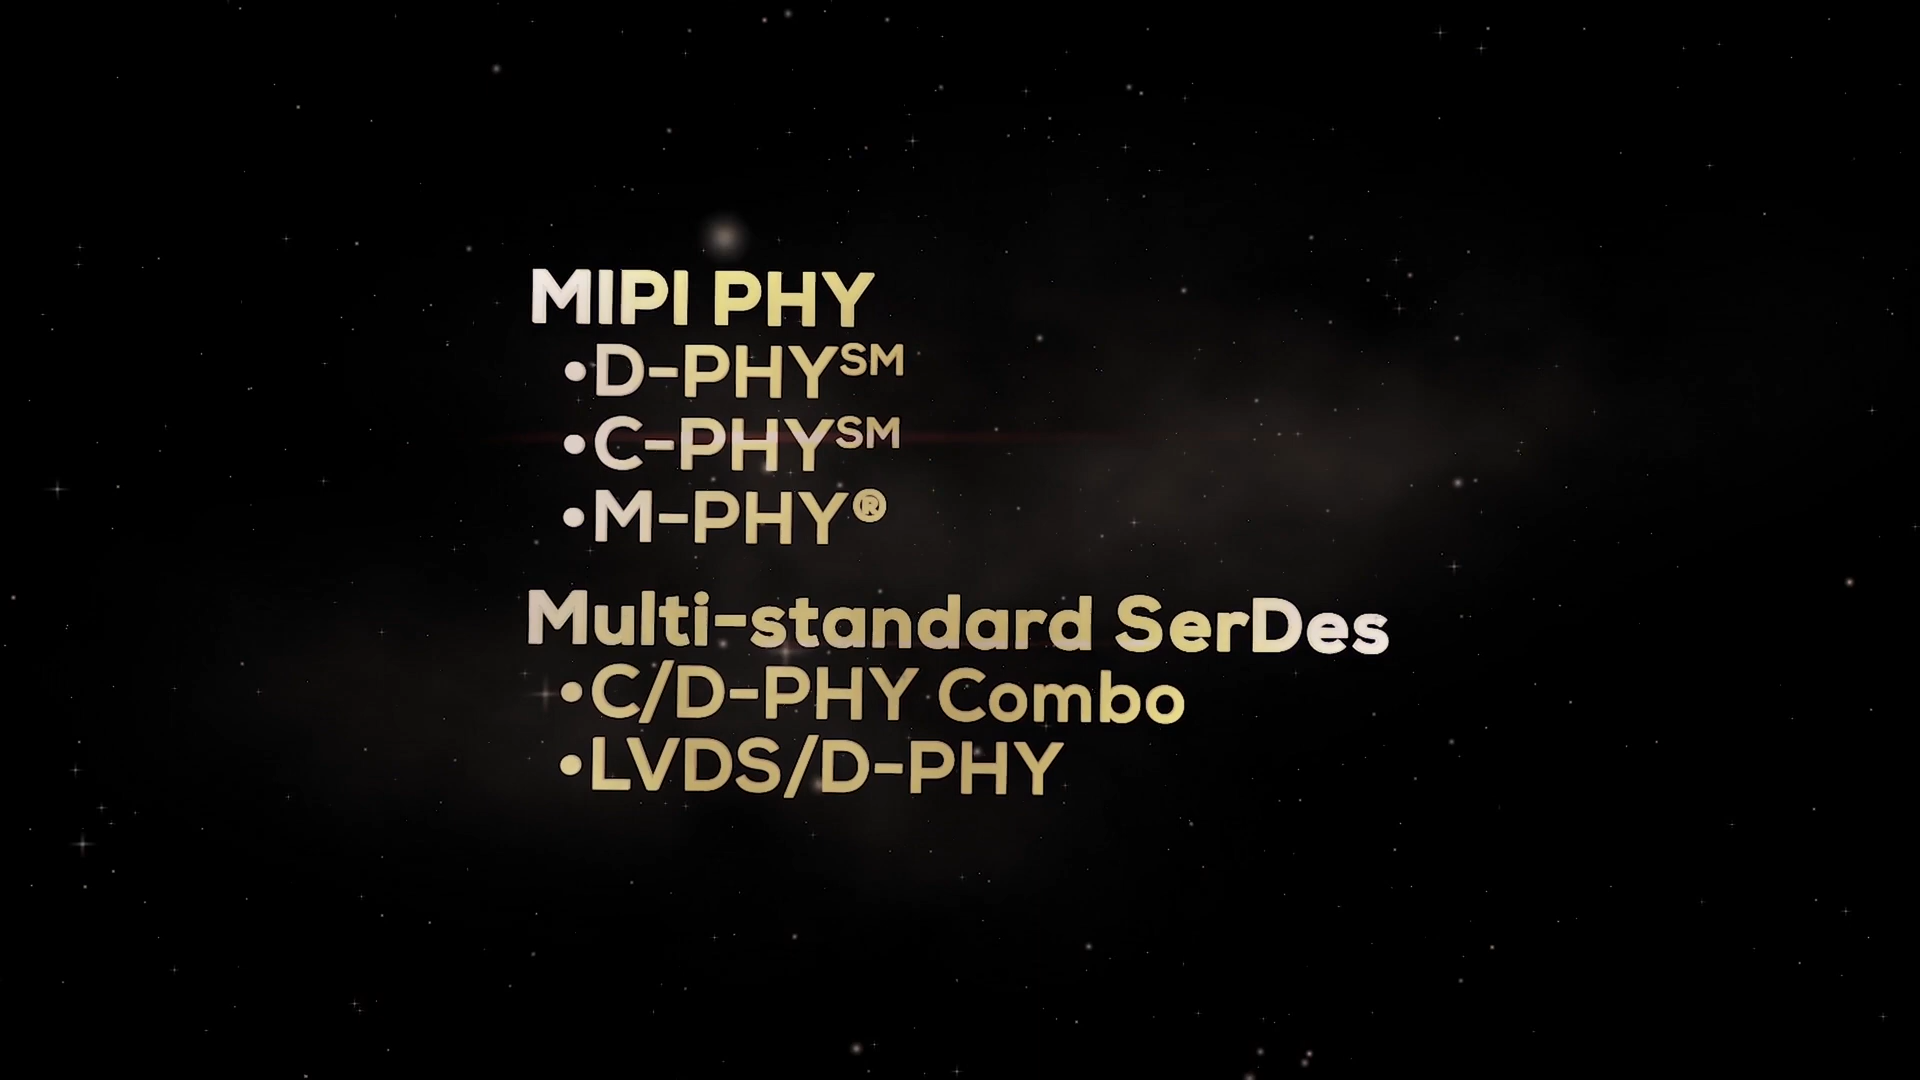 MIPI PHY
•D-PHY℠
•C-PHY℠
•M-PHY®
Multi-standard SerDes
•C/D-PHY Combo
•LVDS/D-PHY